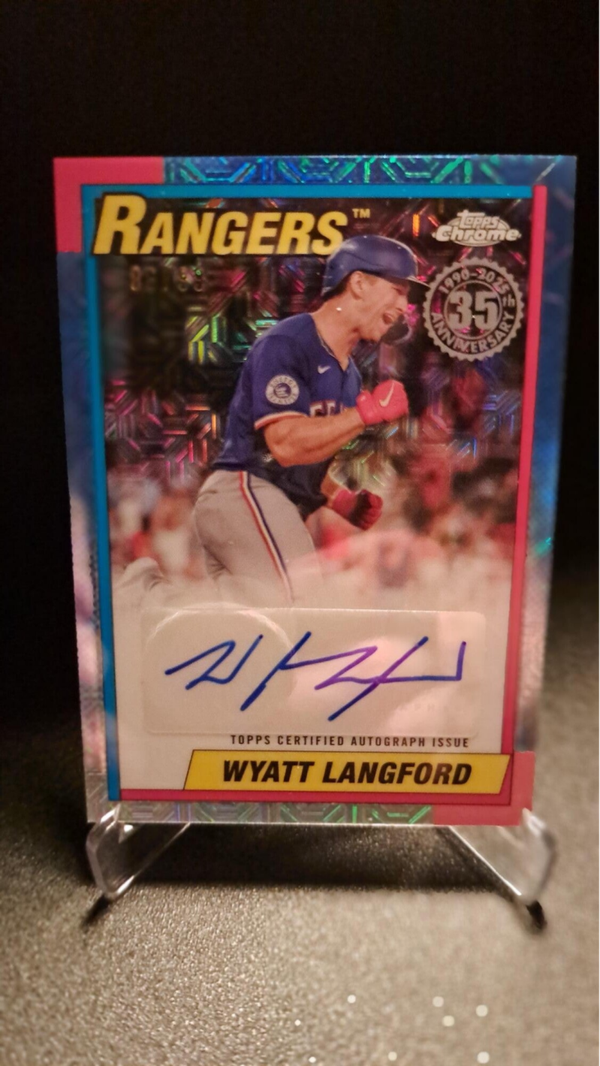 RANGERS™
Topps
Chrome
1990-2025
35th
ANNIVERSARY
TOPPS CERTIFIED AUTOGRAPH ISSUE
WYATT LANGFORD